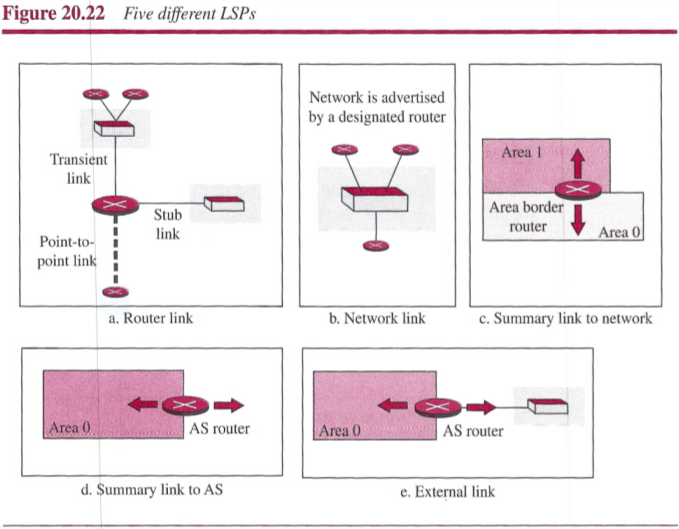 Figure 20.22 Five different LSPs
Transient
link
Stub
link
Point-to-
point link
a. Router link
Network is advertised
by a designated router
b. Network link
Area 1
Area border
router
Area 0
c. Summary link to network
Area 0
AS router
d. Summary link to AS
Area 0
AS router
e. External link